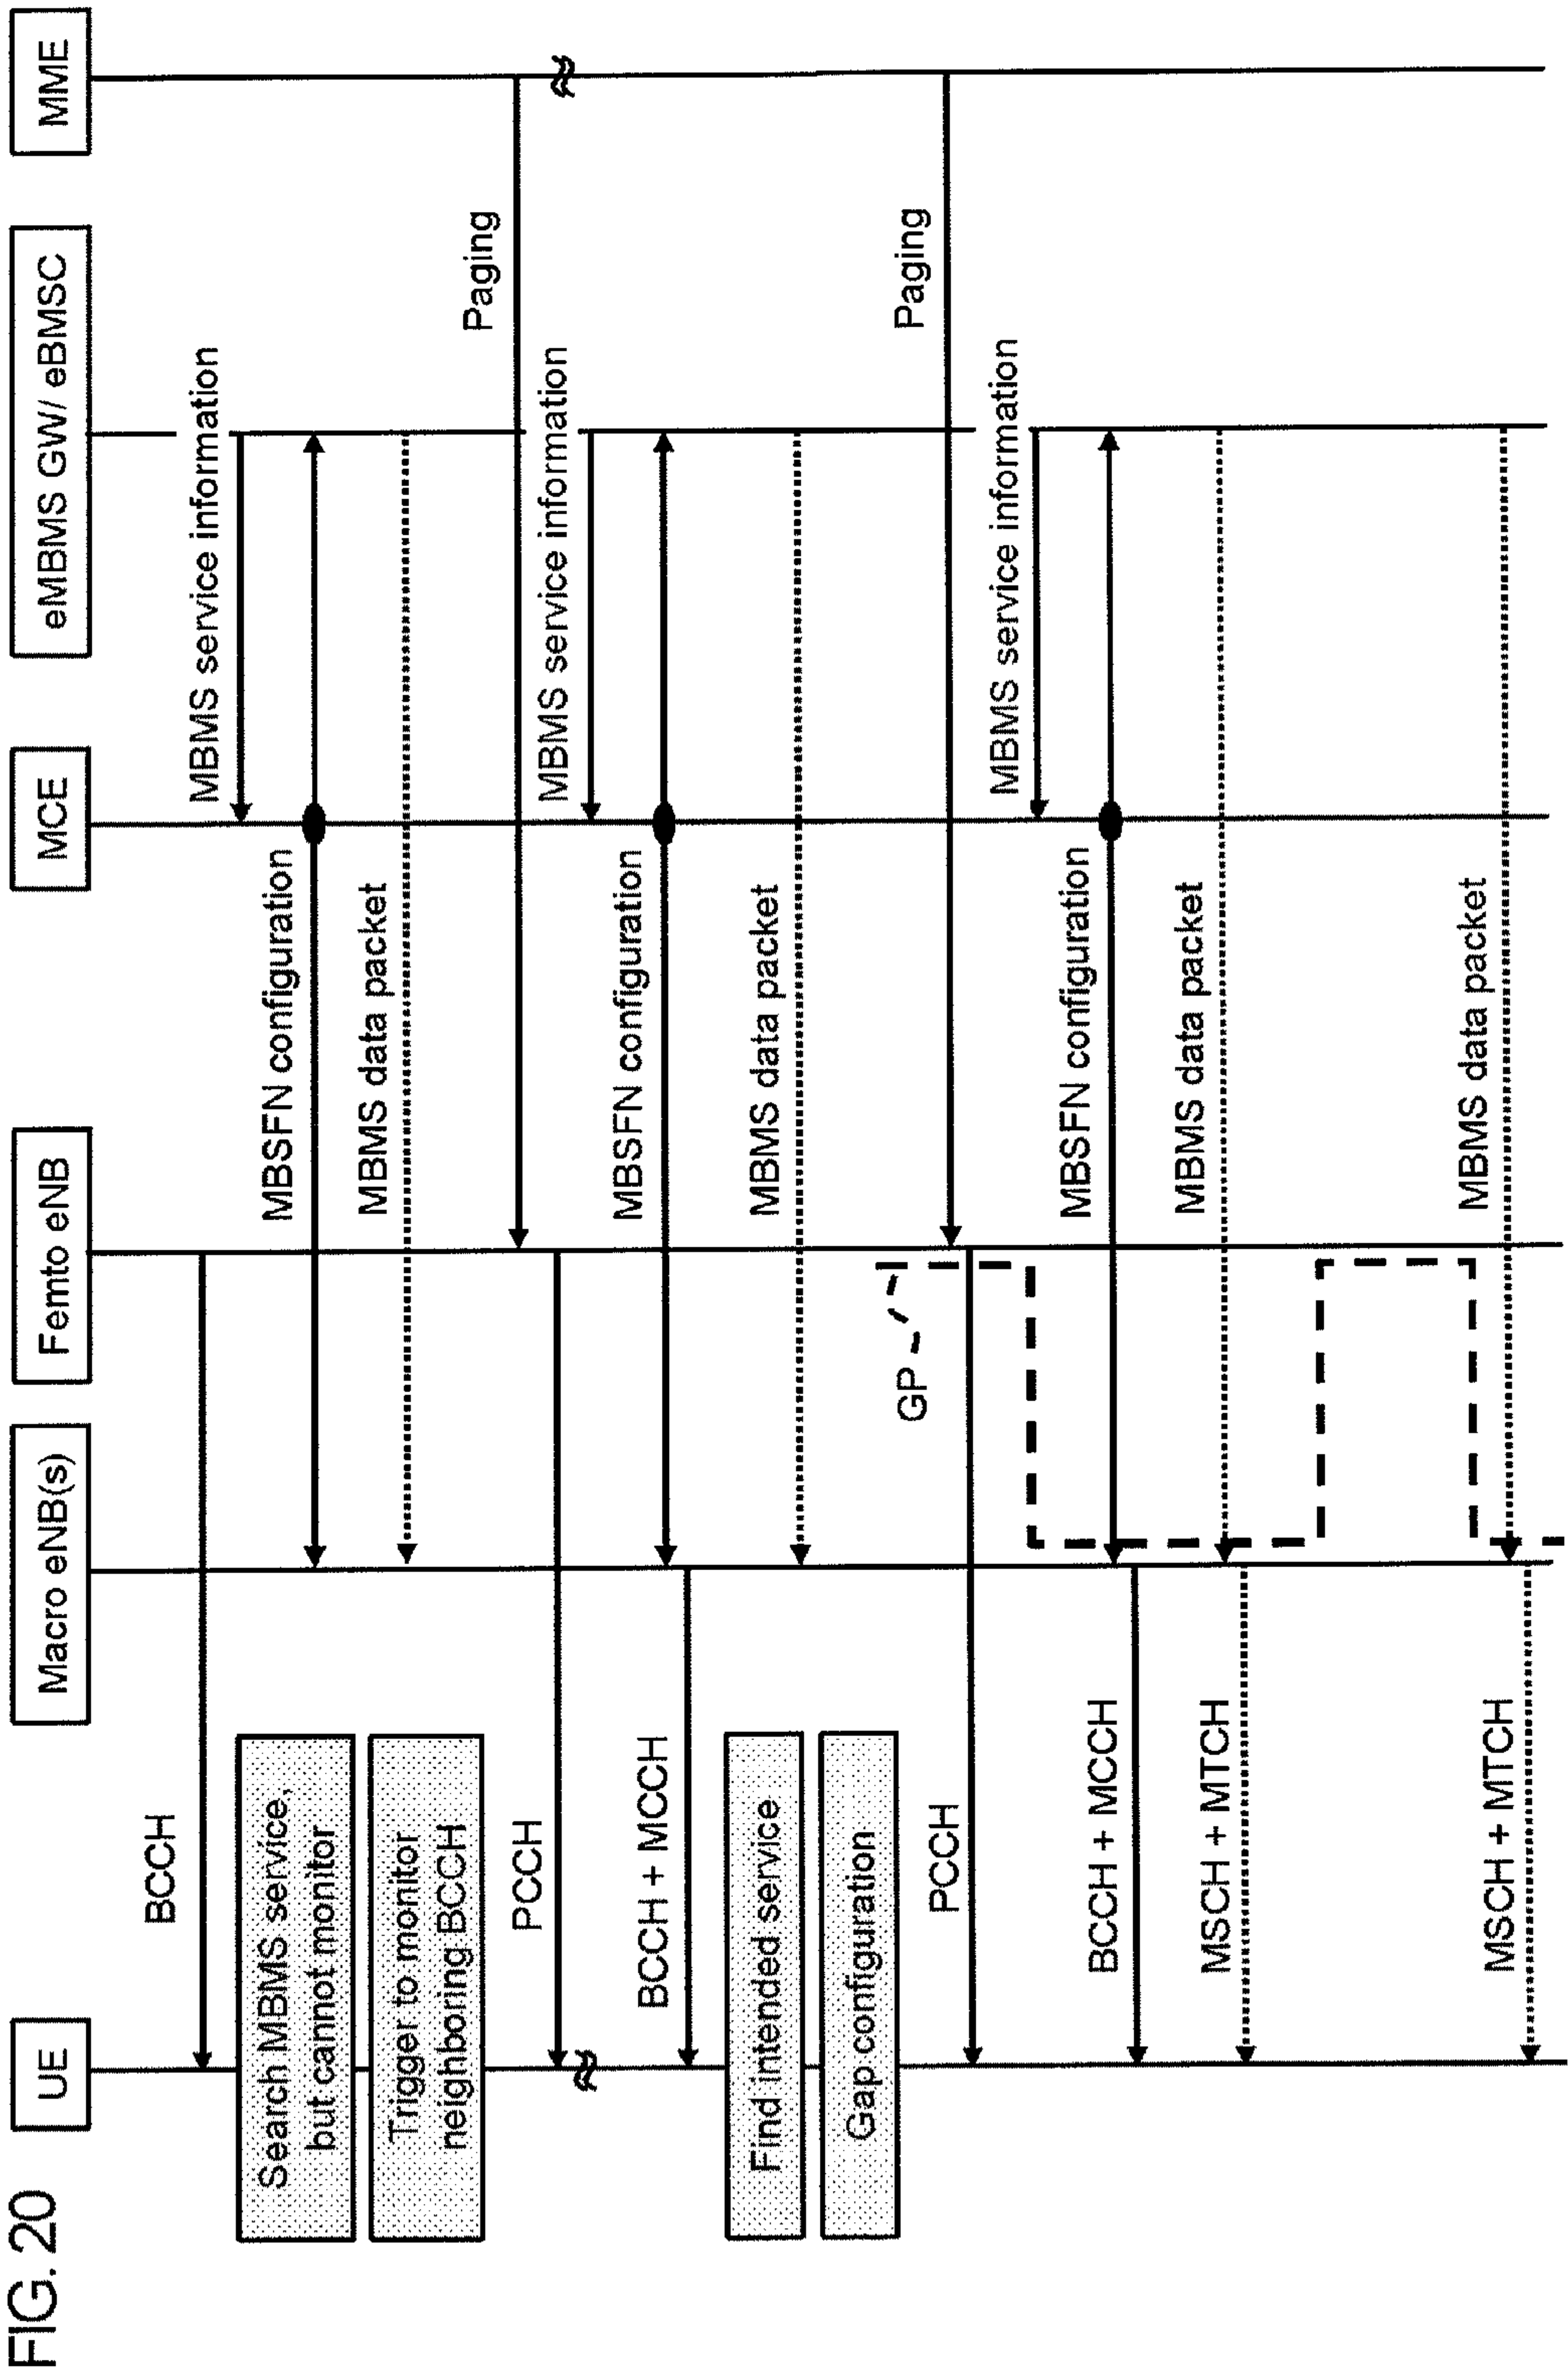 FIG. 20
UE
Macro eNB(s)
Femto eNB
MCE
eMBMS GW/ eBMSC
MME
BCCH
MBMS service information
Search MBMS service,
but cannot monitor
MBSFN configuration
Trigger to monitor
neighboring BCCH
MBMS data packet
Paging
PCCH
MBMS service information
MBSFN configuration
BCCH + MCCH
Find intended service
MBMS data packet
Gap configuration
GP
Paging
PCCH
MBMS service information
MBSFN configuration
BCCH + MCCH
MBMS data packet
MSCH + MTCH
MBMS data packet
MSCH + MTCH